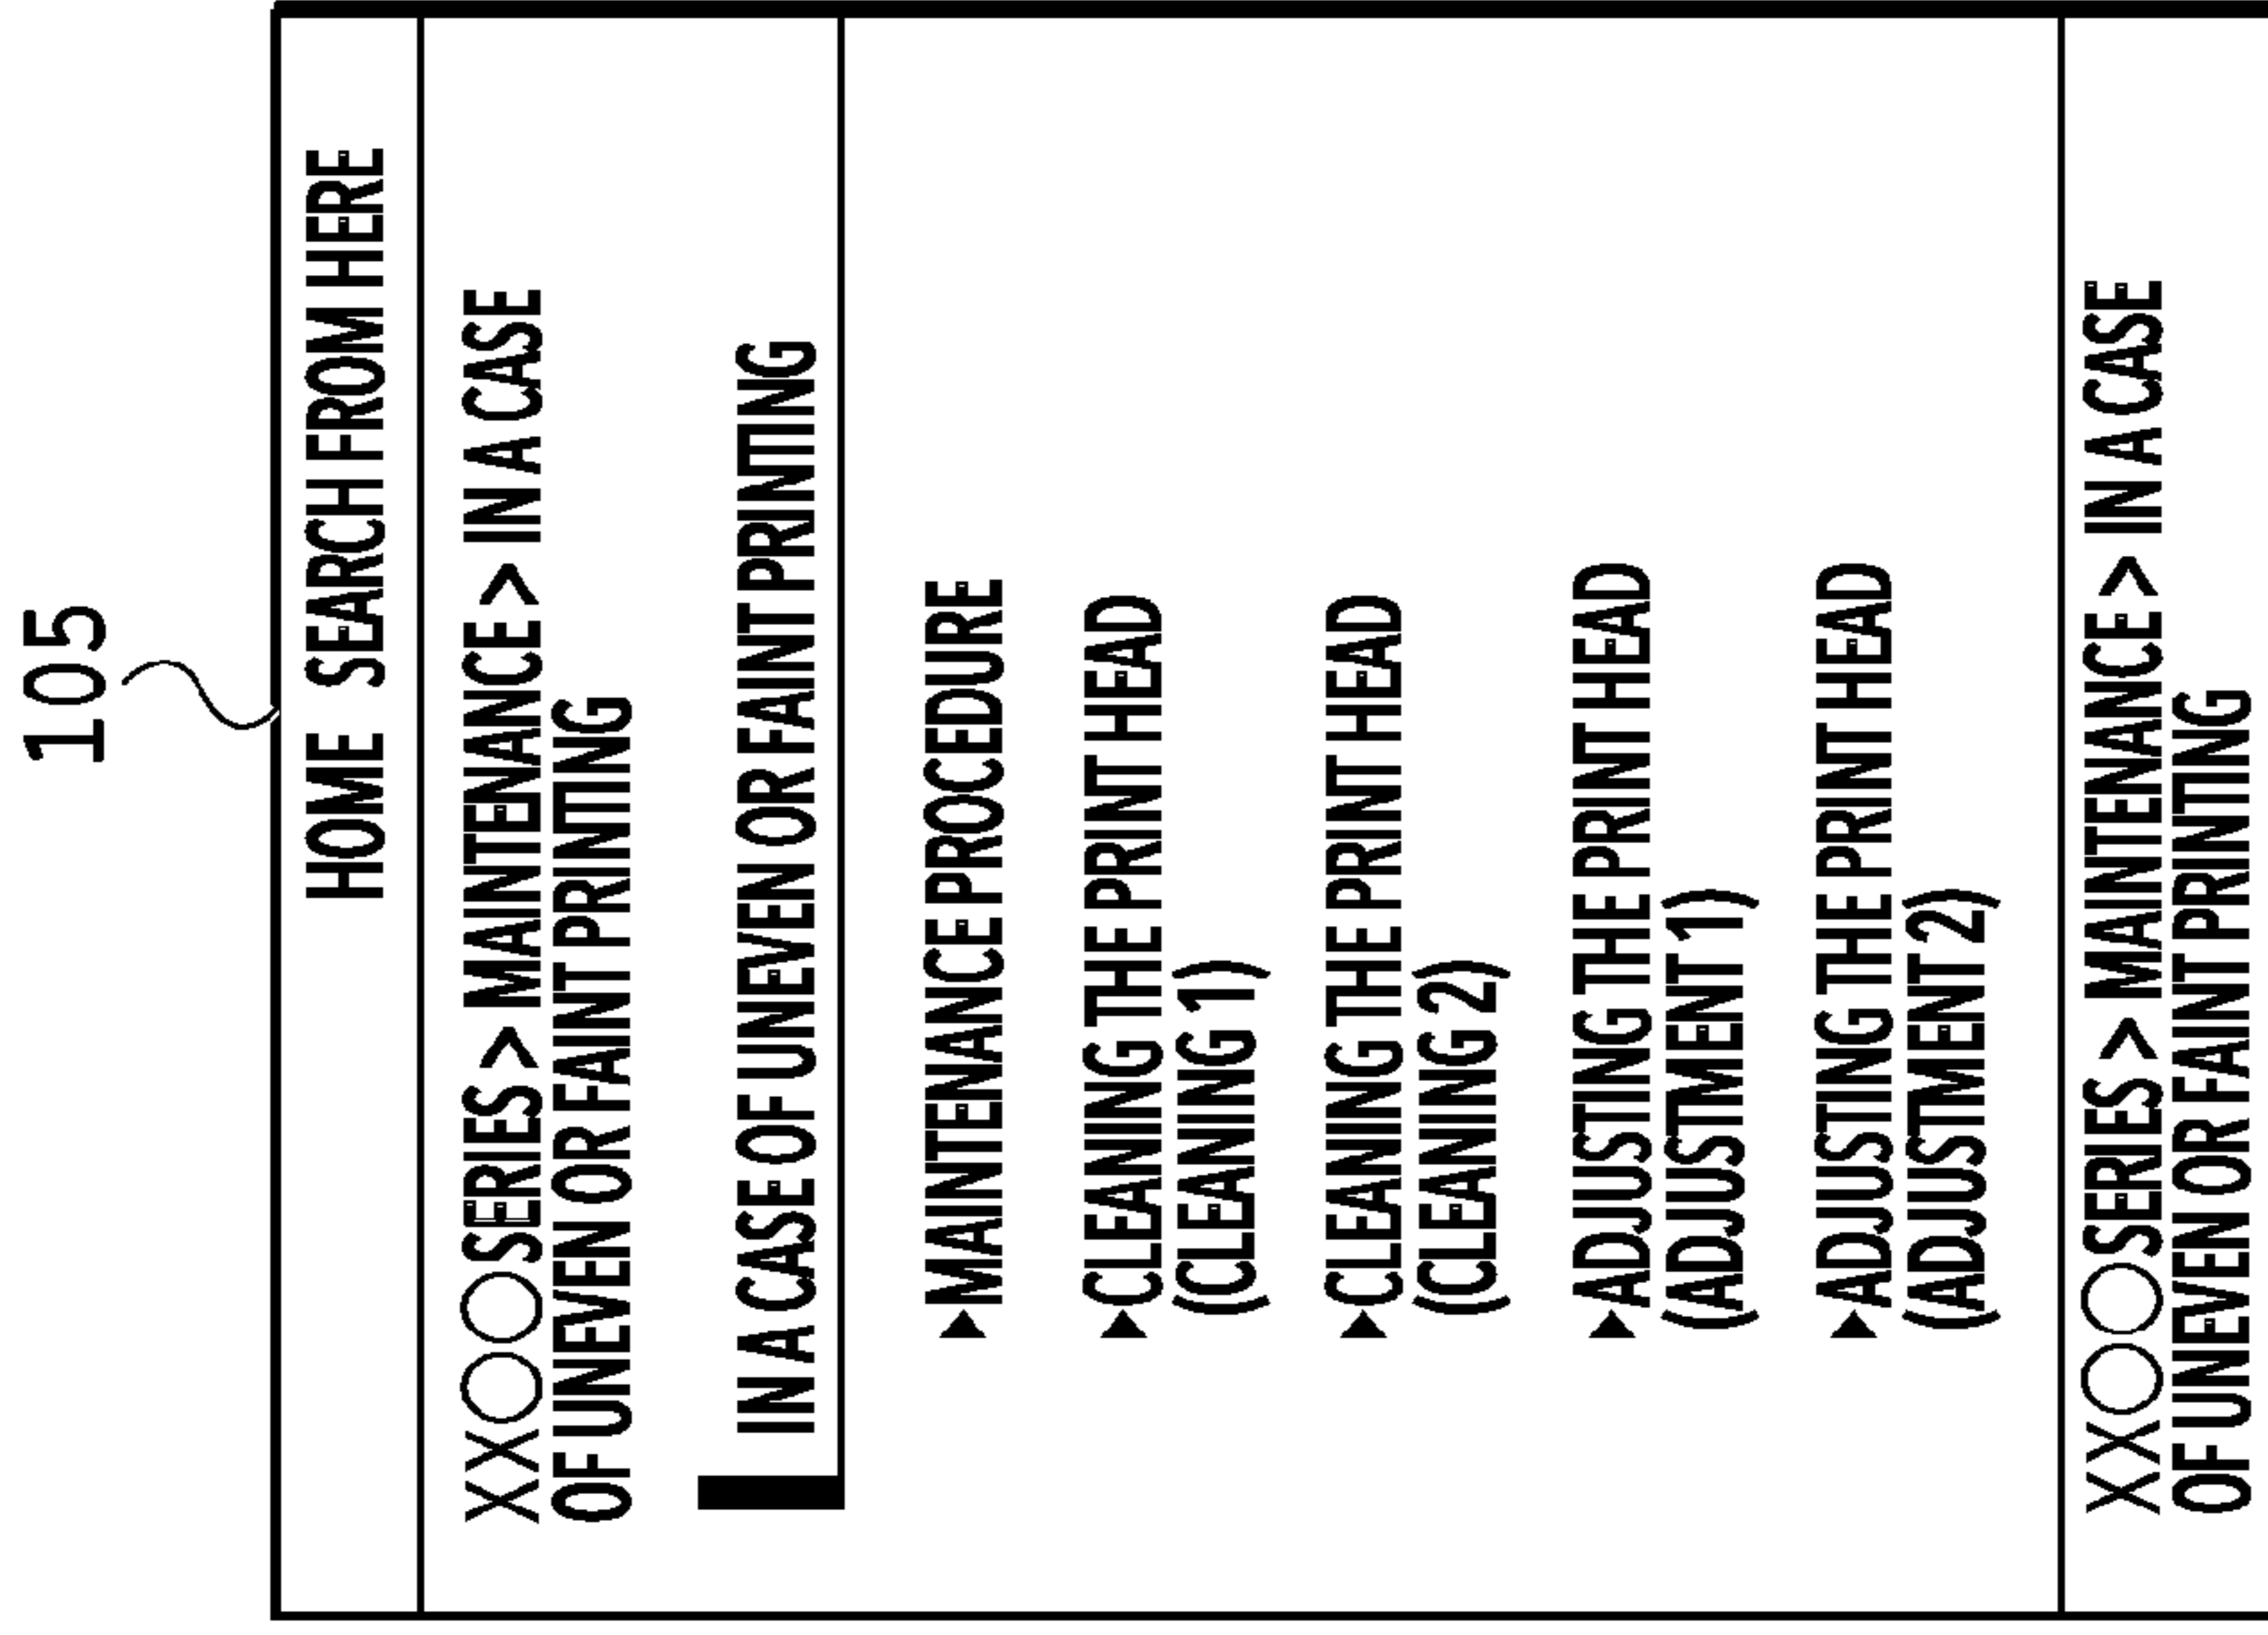 105
HOME SEARCH FROM HERE
XX○○SERIES > MAINTENANCE > IN A CASE
OF UNEVEN OR FAINT PRINTING
IN A CASE OF UNEVEN OR FAINT PRINTING
▲ MAINTENANCE PROCEDURE
▲ CLEANING THE PRINT HEAD
(CLEANING 1)
▲ CLEANING THE PRINT HEAD
(CLEANING 2)
▲ ADJUSTING THE PRINT HEAD
(ADJUSTMENT 1)
▲ ADJUSTING THE PRINT HEAD
(ADJUSTMENT 2)
XX○○SERIES > MAINTENANCE > IN A CASE
OF UNEVEN OR FAINT PRINTING